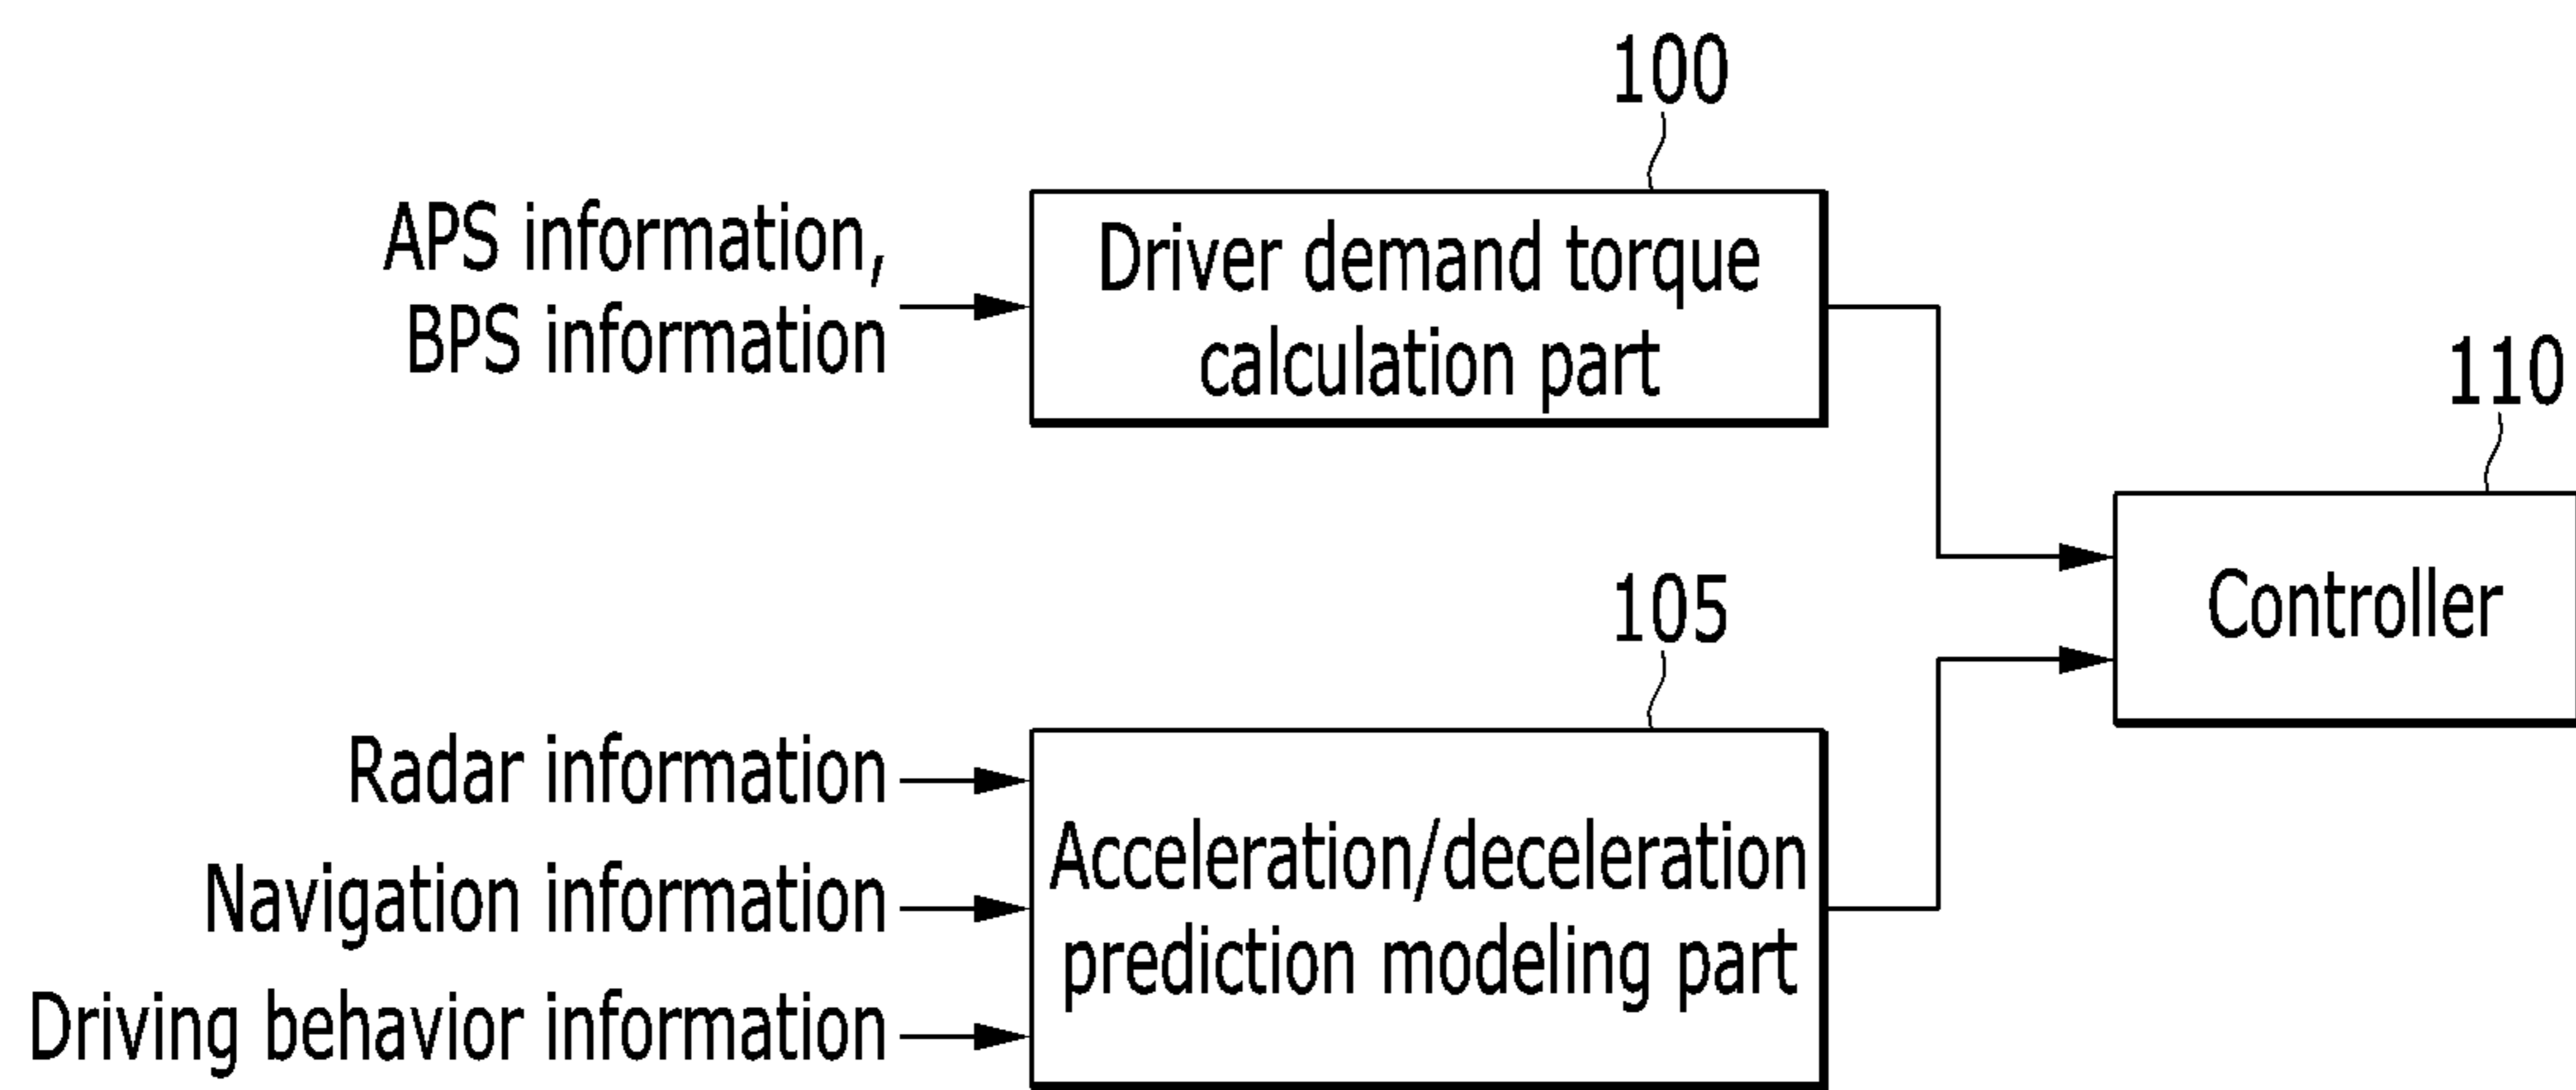 100
APS information,
BPS information
Driver demand torque
calculation part
110
Controller
105
Radar information
Navigation information
Driving behavior information
Acceleration/deceleration
prediction modeling part